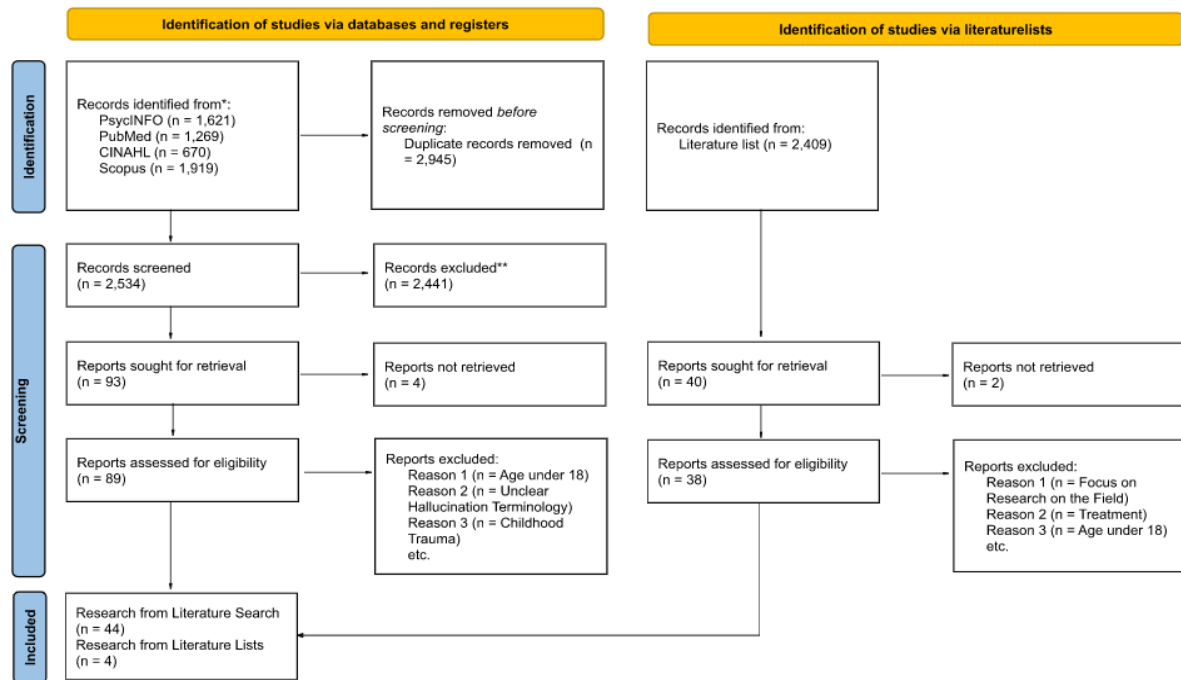 Identification of studies via databases and registers
Identification of studies via literaturelists
Identification
Records identified from*:
PsycINFO (n = 1,621)
PubMed (n = 1,269)
CINAHL (n = 670)
Scopus (n = 1,919)
Records removed before
screening:
Duplicate records removed (n
= 2,945)
Records identified from:
Literature list (n = 2,409)
Screening
Records screened
(n = 2,534)
Records excluded**
(n = 2,441)
Reports sought for retrieval
(n = 93)
Reports not retrieved
(n = 4)
Reports sought for retrieval
(n = 40)
Reports not retrieved
(n = 2)
Reports assessed for eligibility
(n = 89)
Reports excluded:
Reason 1 (n = Age under 18)
Reason 2 (n = Unclear
Hallucination Terminology)
Reason 3 (n = Childhood
Trauma)
etc.
Reports assessed for eligibility
(n = 38)
Reports excluded:
Reason 1 (n = Focus on
Research on the Field)
Reason 2 (n = Treatment)
Reason 3 (n = Age under 18)
etc.
Included
Research from Literature Search
(n = 44)
Research from Literature Lists
(n = 4)